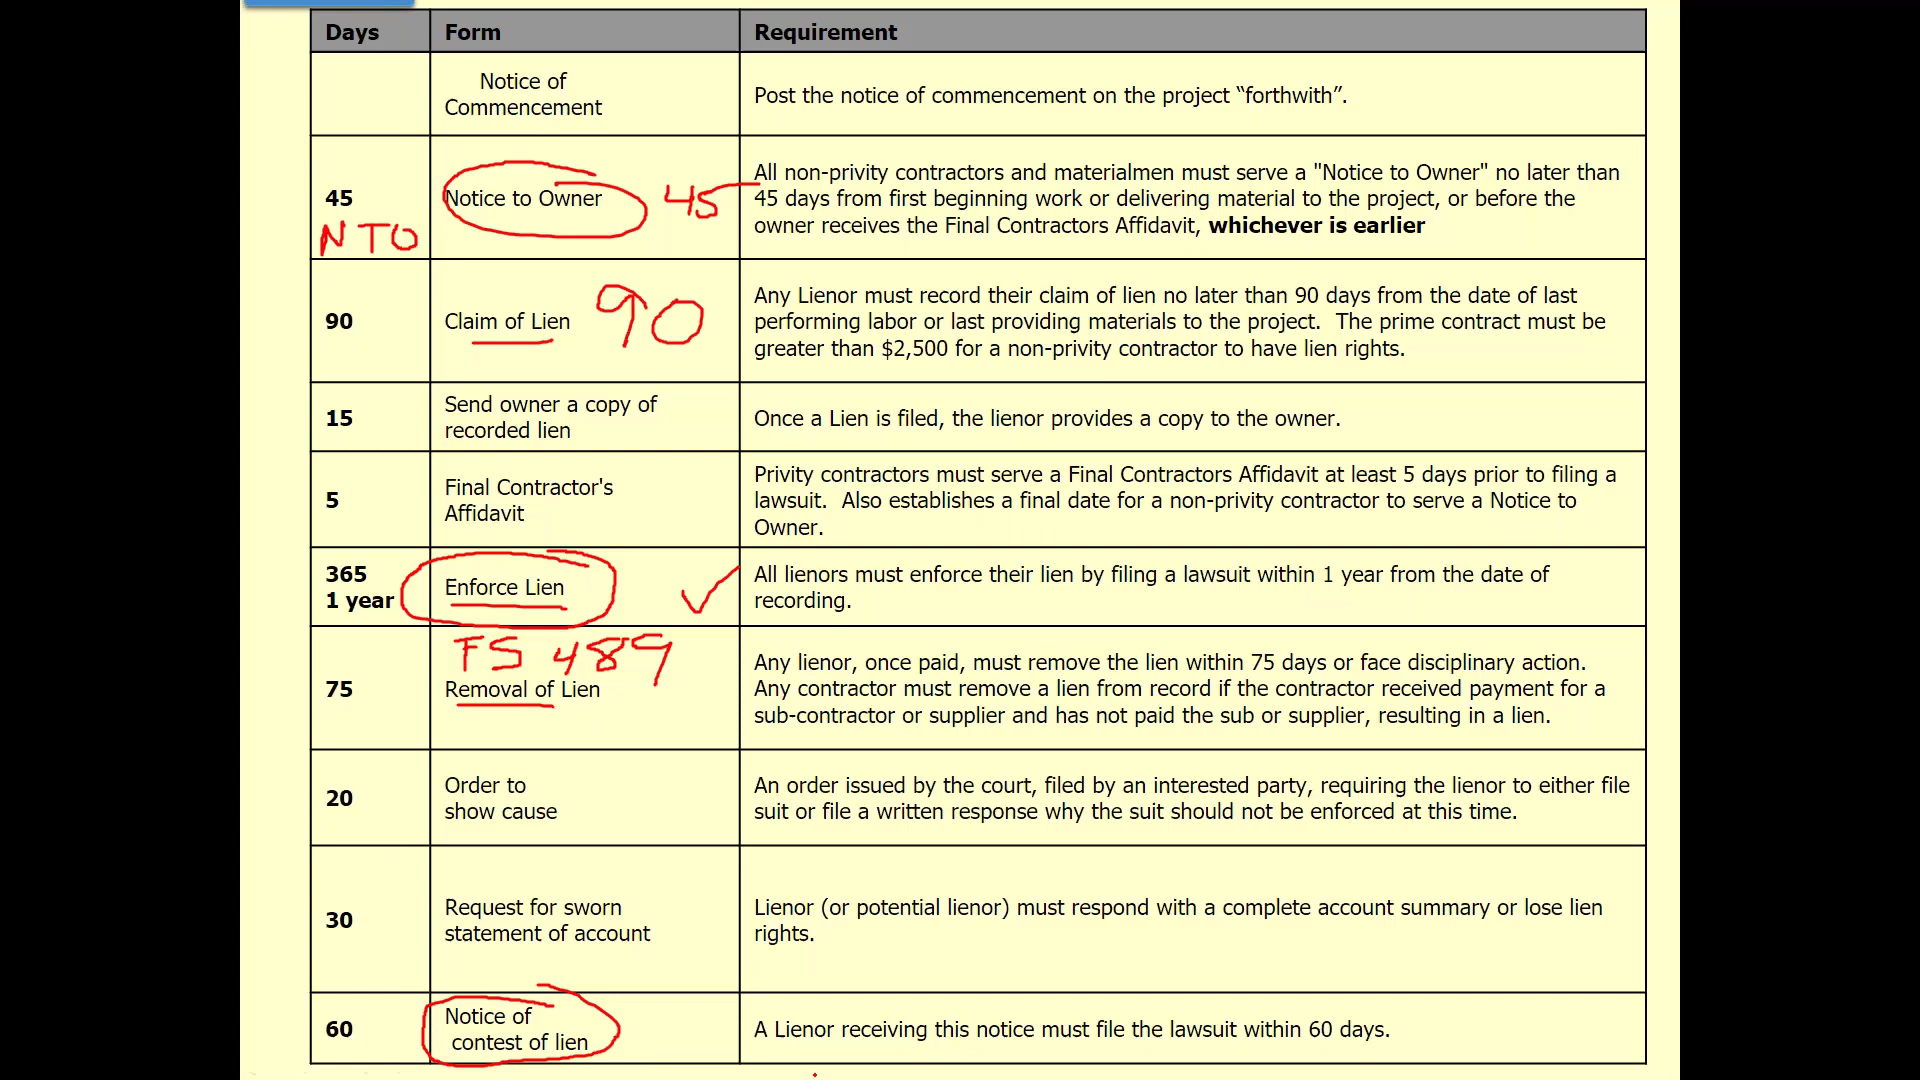 Days Form Requirement
Notice of
Commencement
Post the notice of commencement on the project “forthwith”.
45
NTO
Notice to Owner 45
All non-privity contractors and materialmen must serve a "Notice to Owner" no later than
45 days from first beginning work or delivering material to the project, or before the
owner receives the Final Contractors Affidavit, whichever is earlier
90
Claim of Lien 90
Any Lienor must record their claim of lien no later than 90 days from the date of last
performing labor or last providing materials to the project. The prime contract must be
greater than $2,500 for a non-privity contractor to have lien rights.
15
Send owner a copy of
recorded lien
Once a Lien is filed, the lienor provides a copy to the owner.
5
Final Contractor's
Affidavit
Privity contractors must serve a Final Contractors Affidavit at least 5 days prior to filing a
lawsuit. Also establishes a final date for a non-privity contractor to serve a Notice to
Owner.
365
1 year
Enforce Lien
All lienors must enforce their lien by filing a lawsuit within 1 year from the date of
recording.
75
FS 489
Removal of Lien
Any lienor, once paid, must remove the lien within 75 days or face disciplinary action.
Any contractor must remove a lien from record if the contractor received payment for a
sub-contractor or supplier and has not paid the sub or supplier, resulting in a lien.
20
Order to
show cause
An order issued by the court, filed by an interested party, requiring the lienor to either file
suit or file a written response why the suit should not be enforced at this time.
30
Request for sworn
statement of account
Lienor (or potential lienor) must respond with a complete account summary or lose lien
rights.
60
Notice of
contest of lien
A Lienor receiving this notice must file the lawsuit within 60 days.